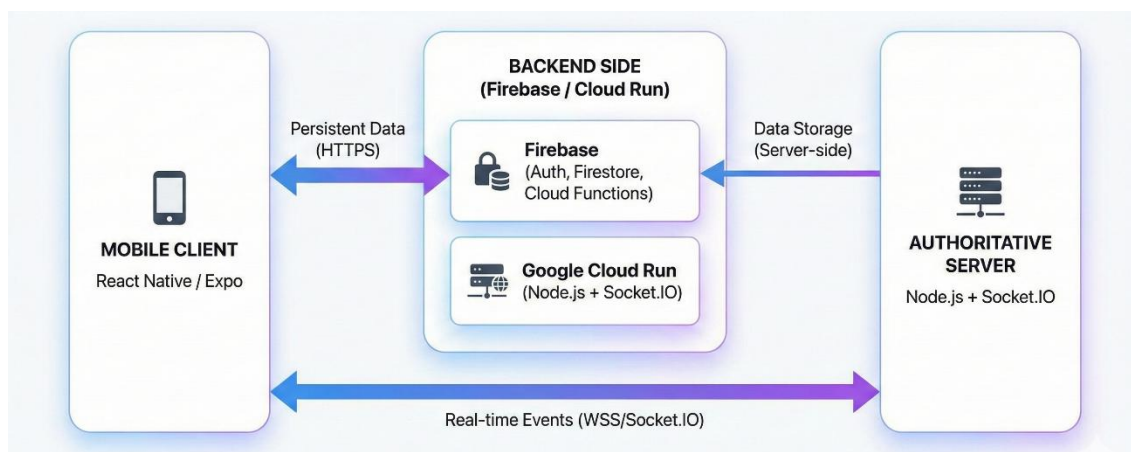 BACKEND SIDE
(Firebase / Cloud Run)
Persistent Data
(HTTPS)
Firebase
(Auth, Firestore,
Cloud Functions)
Data Storage
(Server-side)
MOBILE CLIENT
React Native / Expo
Google Cloud Run
(Node.js + Socket.IO)
AUTHORITATIVE
SERVER
Node.js + Socket.IO
Real-time Events (WSS/Socket.IO)